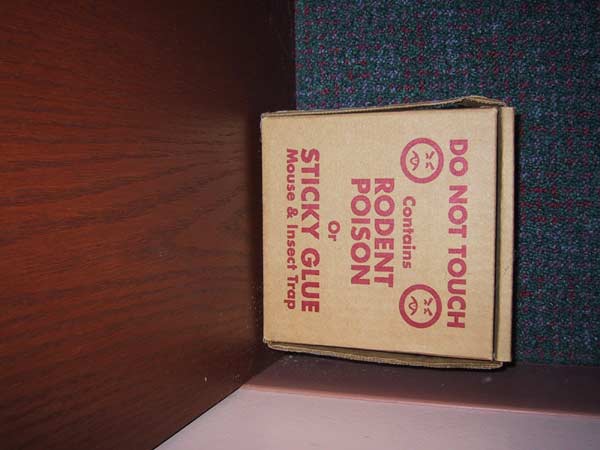 DO NOT TOUCH
Contains
RODENT
POISON
Or
STICKY GLUE
Mouse & Insect Trap